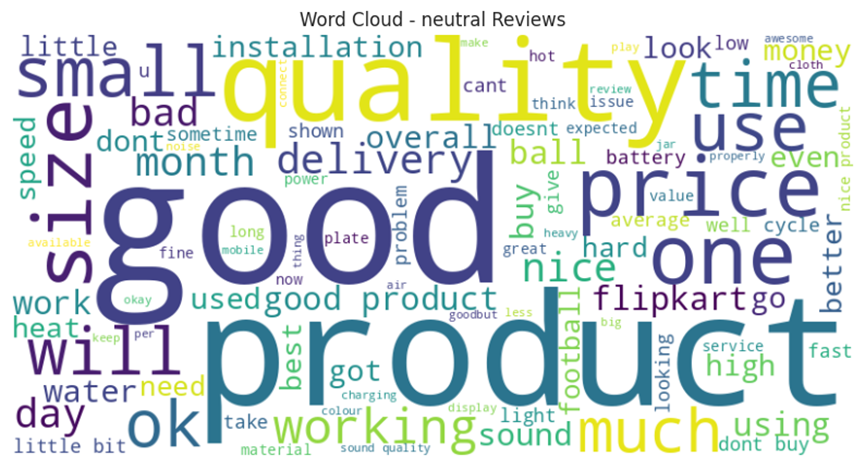 Word Cloud - neutral Reviews
little
installation
make
hot
play
look
low
awesome
money
cloth
small
u
quality
connect
cant
review
time
think
issue
size
bad
speed
dont
sometime
noise
shown
overall
doesnt
expected
use
jar
month
delivery
ball
battery
properly
even
nice product
power
problem
buy
give
price
value
good
long
mobile
thing
plate
average
well
cycle
available
fine
now
great
heavy
hard
one
better
air
nice
work
okay
used
good product
goodbut
less
flipkart
go
heat
keep
per
will
product
best
football
big
service
fast
high
looking
got
water
need
charging
day
ok
take
colour
working
display
light
sound
much
using
little bit
material
sound quality
dont buy